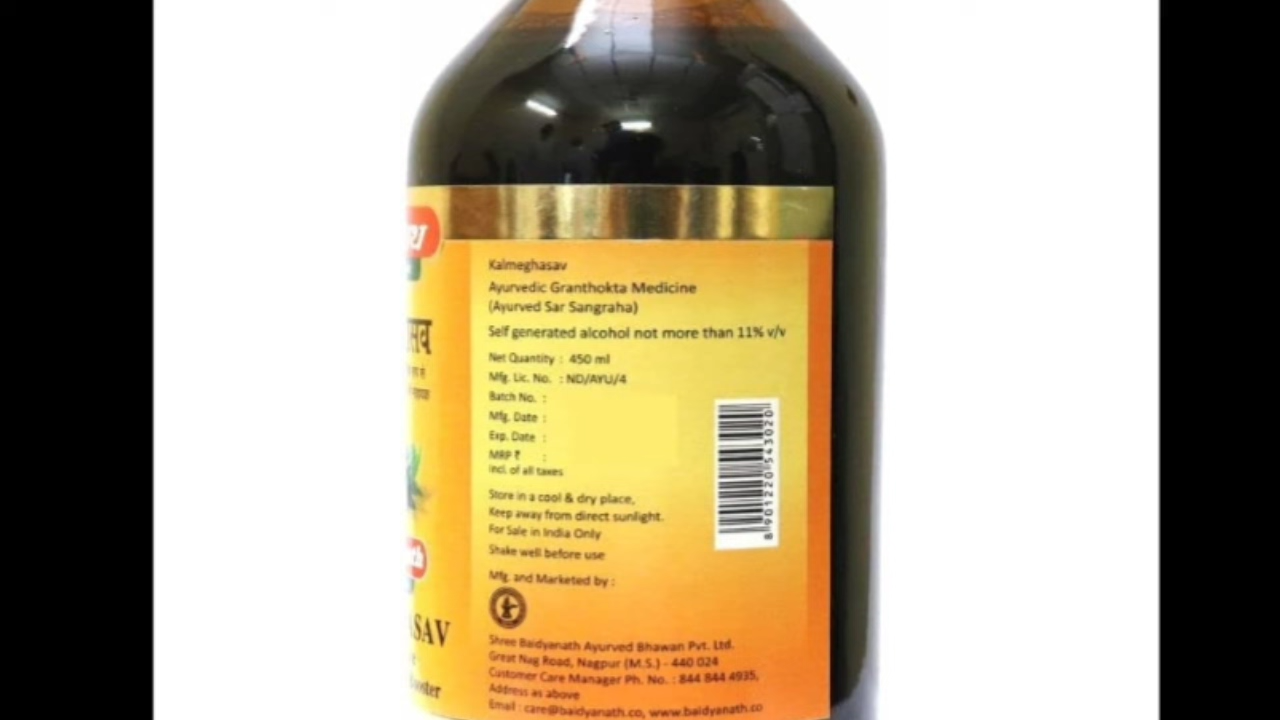 Kalmeghasav
Ayurvedic Granthokta Medicine
(Ayurved Sar Sangraha)
Self generated alcohol not more than 11% v/v
Net Quantity : 450 ml
Mfg. Lic. No. : ND/AYU/4
Batch No. :
Mfg. Date :
Exp. Date :
MRP ₹ :
Incl. of all taxes
Store in a cool & dry place,
Keep away from direct sunlight.
For Sale in India Only
Shake well before use
Mfg. and Marketed by :
Shree Baidyanath Ayurved Bhawan Pvt. Ltd.
Great Nag Road, Nagpur (M.S.) - 440 024
Customer Care Manager Ph. No. : 844 844 4935,
Address as above
Email : care@baidyanath.co, www.baidyanath.co
8 901220 543020